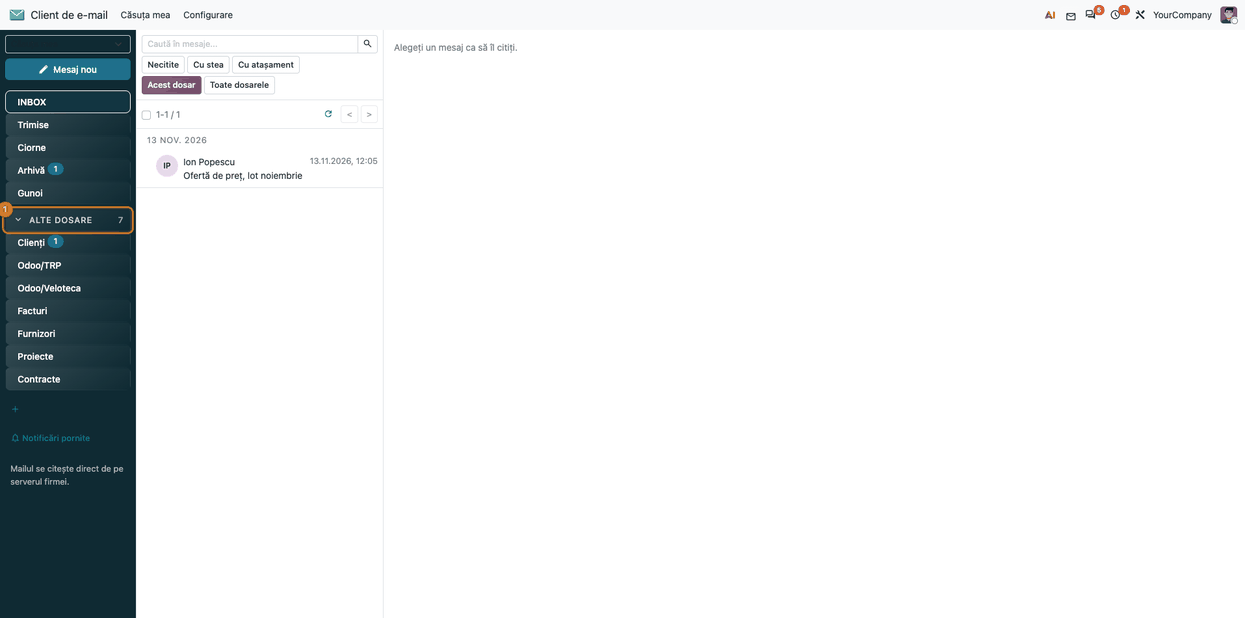 Client de e-mail Căsuța mea Configurare AI 5 1 YourCompany
Mesaj nou
INBOX
Trimise
Ciorne
Arhivă 1
Gunoi
1
ALTE DOSARE 7
Clienți 1
Odoo/TRP
Odoo/Veloteca
Facturi
Furnizori
Proiecte
Contracte
+
Notificări pornite
Mailul se citește direct de pe
serverul firmei.
Caută în mesaje...
Necitite Cu stea Cu atașament
Acest dosar Toate dosarele
1-1 / 1 < >
13 NOV. 2026
IP Ion Popescu 13.11.2026, 12:05
Ofertă de preț, lot noiembrie
Alegeți un mesaj ca să îl citiți.